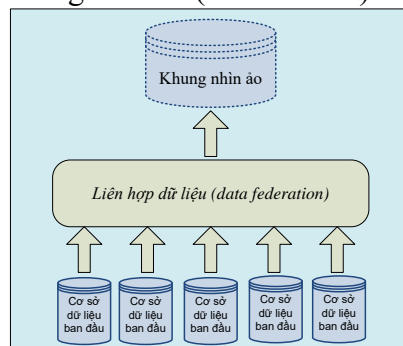 Khung nhìn ảo
Liên hợp dữ liệu (data federation)
Cơ sở
dữ liệu
ban đầu
Cơ sở
dữ liệu
ban đầu
Cơ sở
dữ liệu
ban đầu
Cơ sở
dữ liệu
ban đầu
Cơ sở
dữ liệu
ban đầu